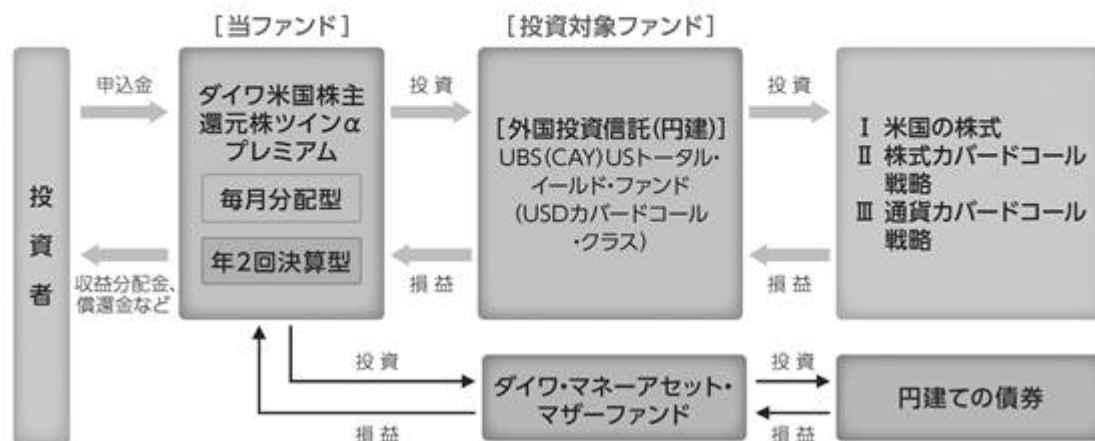 [当ファンド]
[投資対象ファンド]
投資者
申込金
収益分配金、
償還金など
ダイワ米国株主
還元株ツインα
プレミアム
毎月分配型
年2回決算型
投資
損益
[外国投資信託(円建)]
UBS(CAY)USトータル・
イールド・ファンド
(USDカバードコール
・クラス)
投資
損益
Ⅰ 米国の株式
Ⅱ 株式カバードコール
戦略
Ⅲ 通貨カバードコール
戦略
投資
損益
ダイワ・マネーアセット・
マザーファンド
投資
損益
円建ての債券